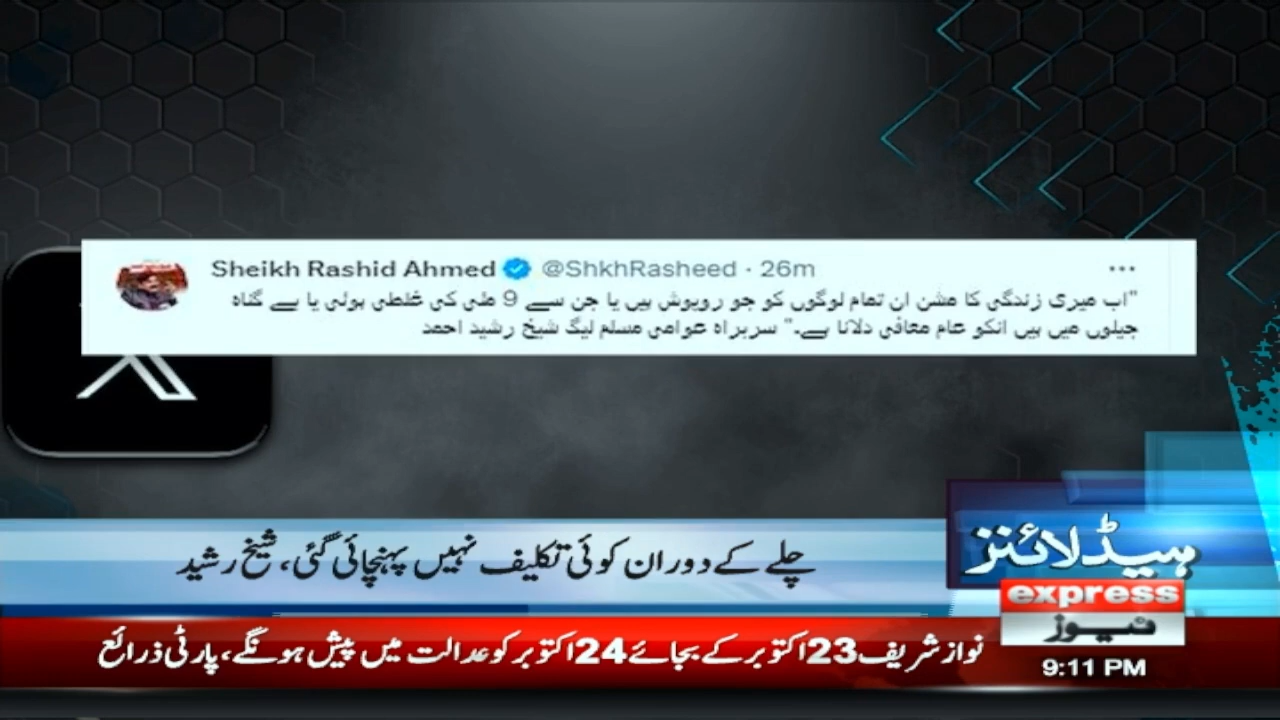 Sheikh Rashid Ahmed @ShkhRasheed · 26m
"اب میری زندگی کا مشن ان تمام لوگوں کو جو روپوش ہیں یا جن سے 9 مئی کی غلطی ہوئی یا بے گناہ
جیلوں میں ہیں انکو عام معافی دلانا ہے۔" سربراہ عوامی مسلم لیگ شیخ رشید احمد
چلے کے دوران کوئی تکلیف نہیں پہنچائی گئی، شیخ رشید
ہیڈلائنز
express
نیوز
نواز شریف 23 اکتوبر کے بجائے 24 اکتوبر کو عدالت میں پیش ہونگے، پارٹی ذرائع
9:11 PM